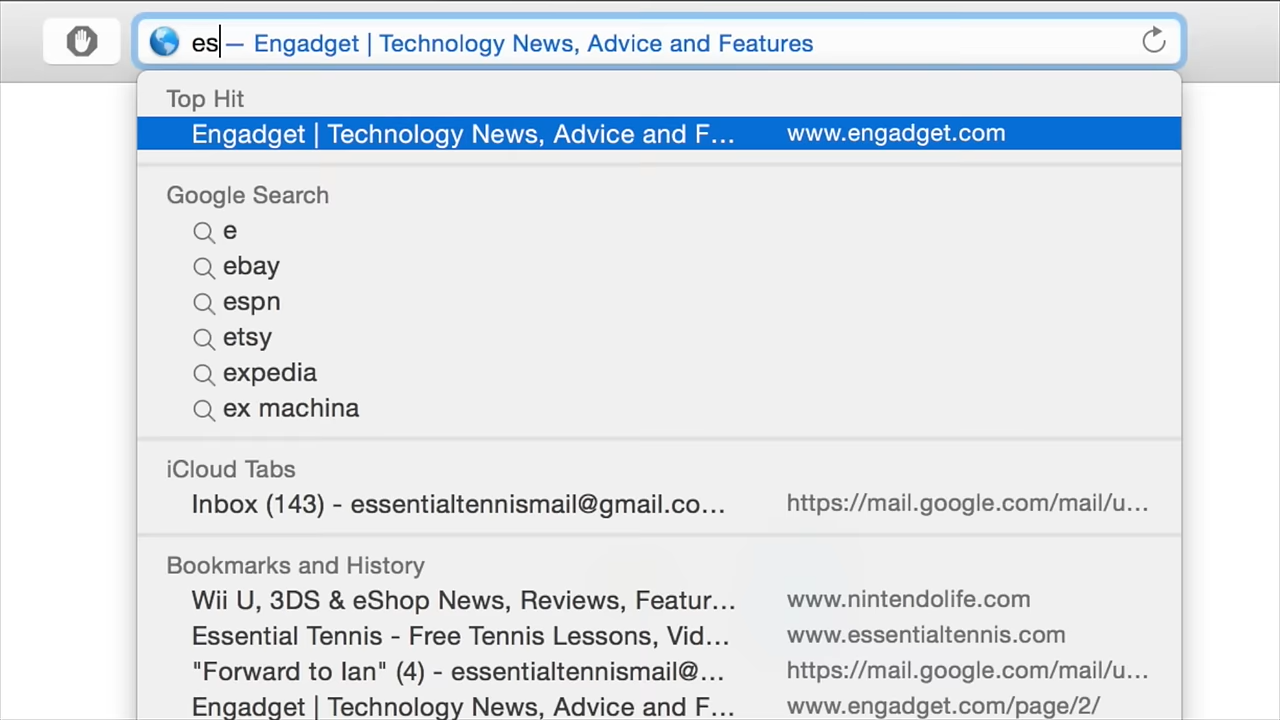 es — Engadget | Technology News, Advice and Features
Top Hit
Engadget | Technology News, Advice and F... www.engadget.com
Google Search
e
ebay
espn
etsy
expedia
ex machina
iCloud Tabs
Inbox (143) - essentialtennismail@gmail.co... https://mail.google.com/mail/u...
Bookmarks and History
Wii U, 3DS & eShop News, Reviews, Featur... www.nintendolife.com
Essential Tennis - Free Tennis Lessons, Vid... www.essentialtennis.com
"Forward to Ian" (4) - essentialtennismail@... https://mail.google.com/mail/u...
Engadget | Technology News, Advice and F... www.engadget.com/page/2/